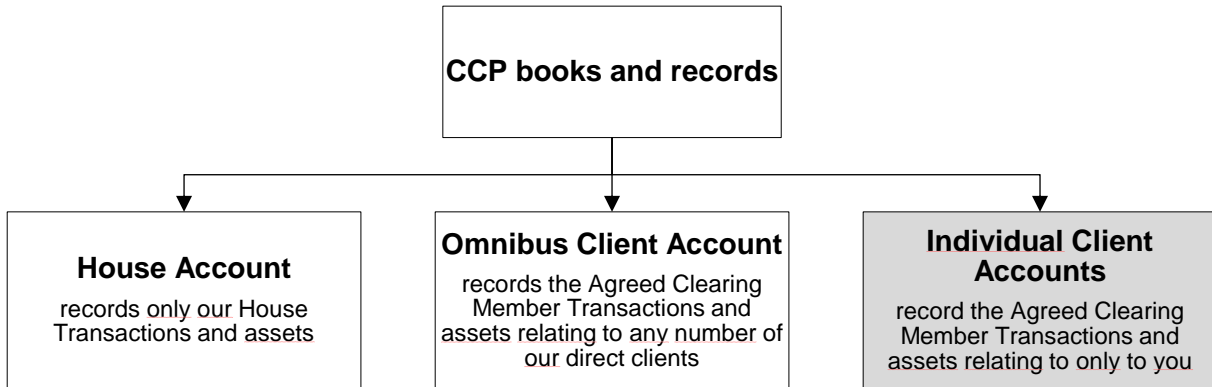 CCP books and records
House Account
records only our House
Transactions and assets
Omnibus Client Account
records the Agreed Clearing
Member Transactions and
assets relating to any number of
our direct clients
Individual Client
Accounts
record the Agreed Clearing
Member Transactions and
assets relating to only to you